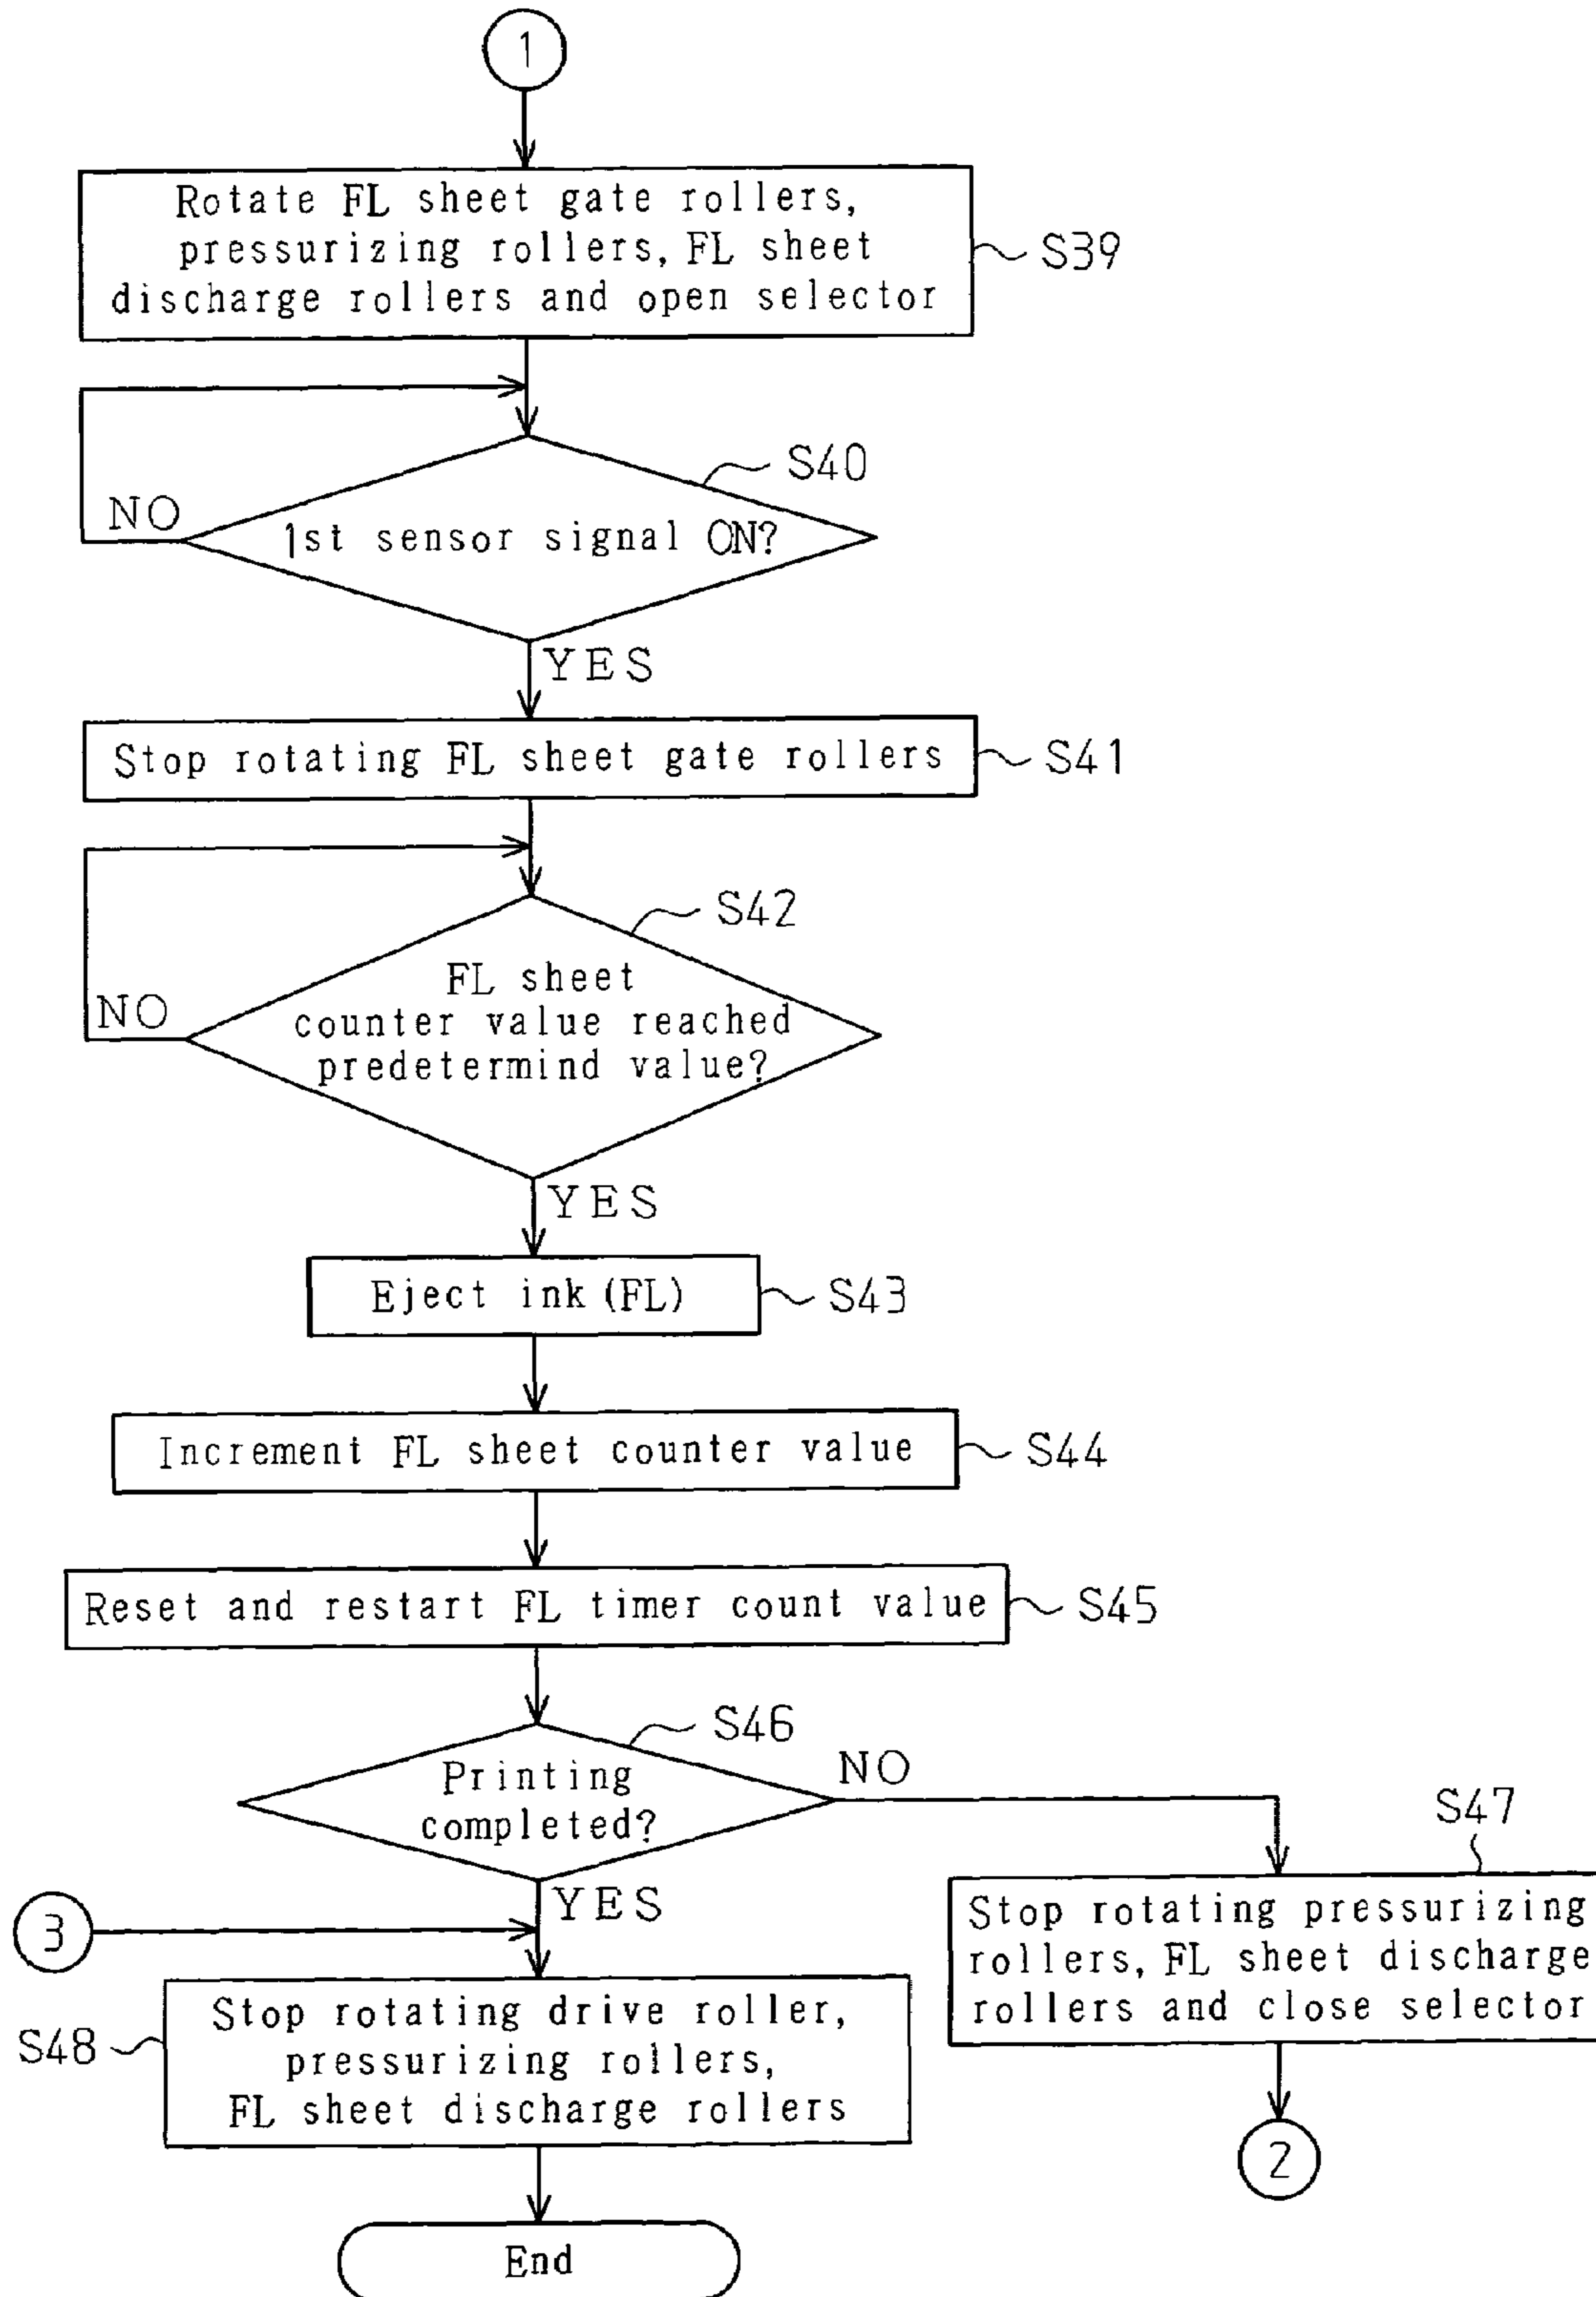 1
Rotate FL sheet gate rollers,
pressurizing rollers, FL sheet
discharge rollers and open selector
S39
S40
NO
1st sensor signal ON?
YES
Stop rotating FL sheet gate rollers
S41
S42
FL sheet
counter value reached
predetermind value?
NO
YES
Eject ink (FL)
S43
Increment FL sheet counter value
S44
Reset and restart FL timer count value
S45
S46
Printing
completed?
NO
YES
3
S47
Stop rotating pressurizing
rollers, FL sheet discharge
rollers and close selector
S48
Stop rotating drive roller,
pressurizing rollers,
FL sheet discharge rollers
2
End